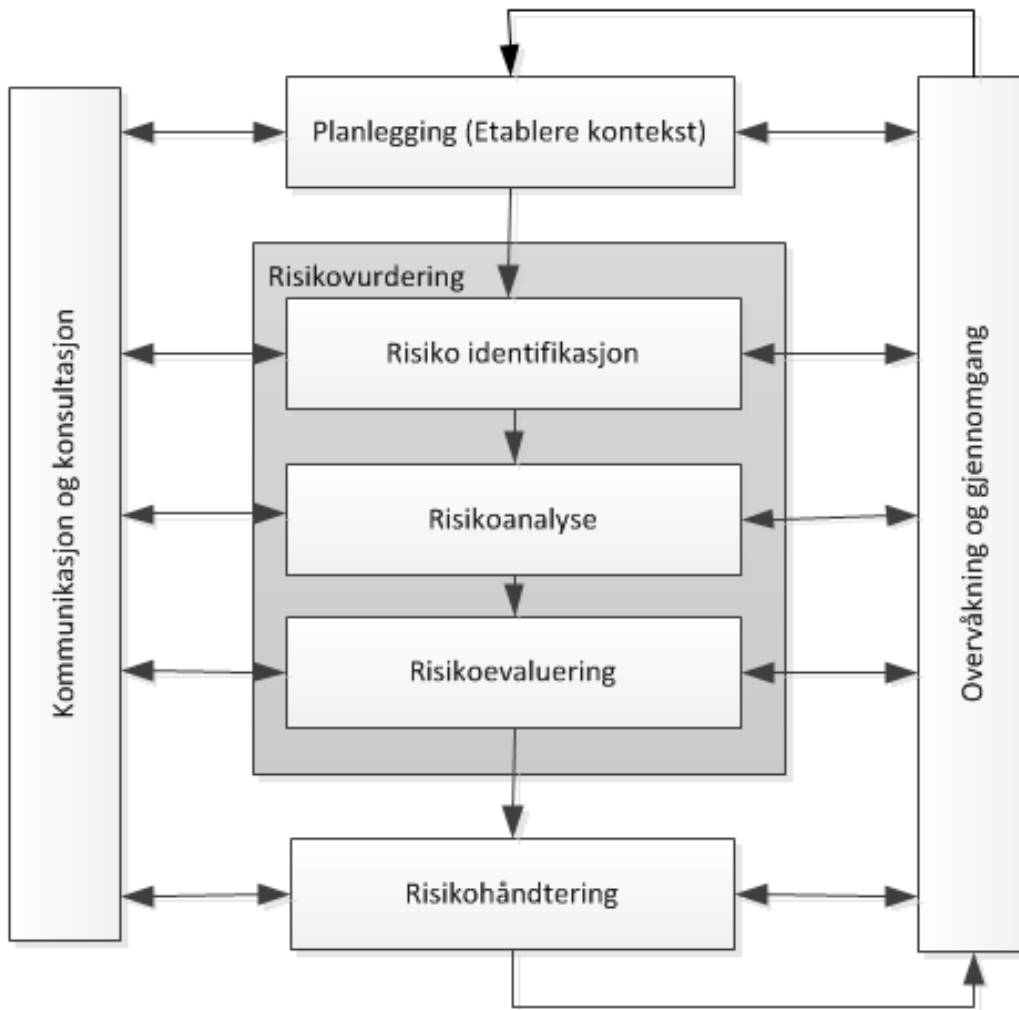 Planlegging (Etablere kontekst)
Kommunikasjon og konsultasjon
Risikovurdering
Risiko identifikasjon
Risikoanalyse
Risikoevaluering
Overvåkning og gjennomgang
Risikohåndtering